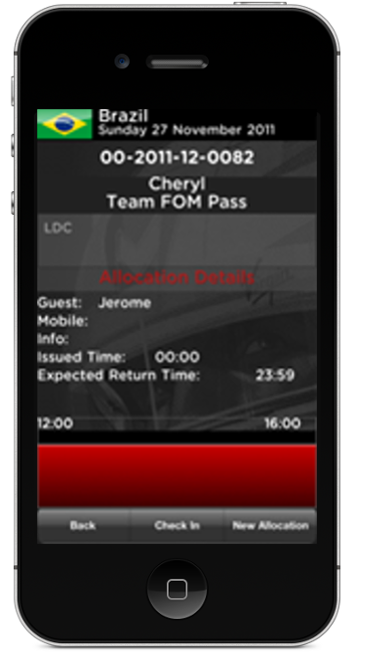 Brazil
Sunday 27 November 2011
00-2011-12-0082
Cheryl
Team FOM Pass
LDC
Allocation Details
Guest: Jerome
Mobile:
Info:
Issued Time: 00:00
Expected Return Time: 23:59
12:00 16:00
Back Check In New Allocation